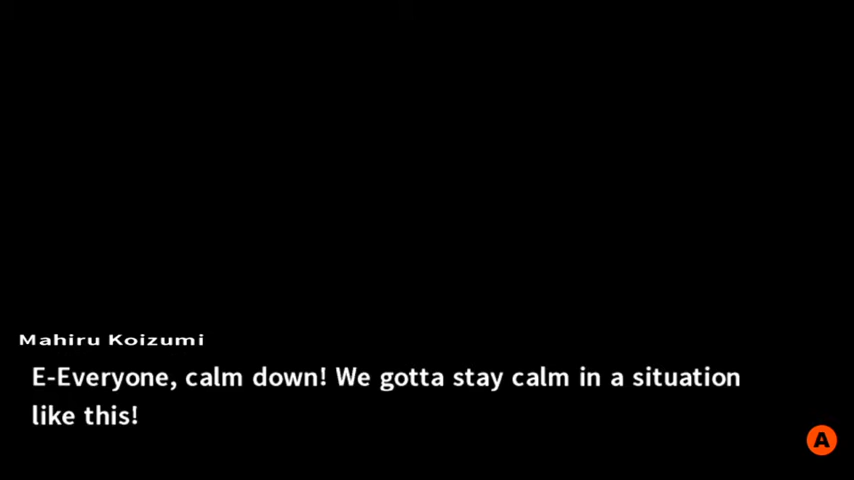 Mahiru Koizumi
E-Everyone, calm down! We gotta stay calm in a situation
like this!
A